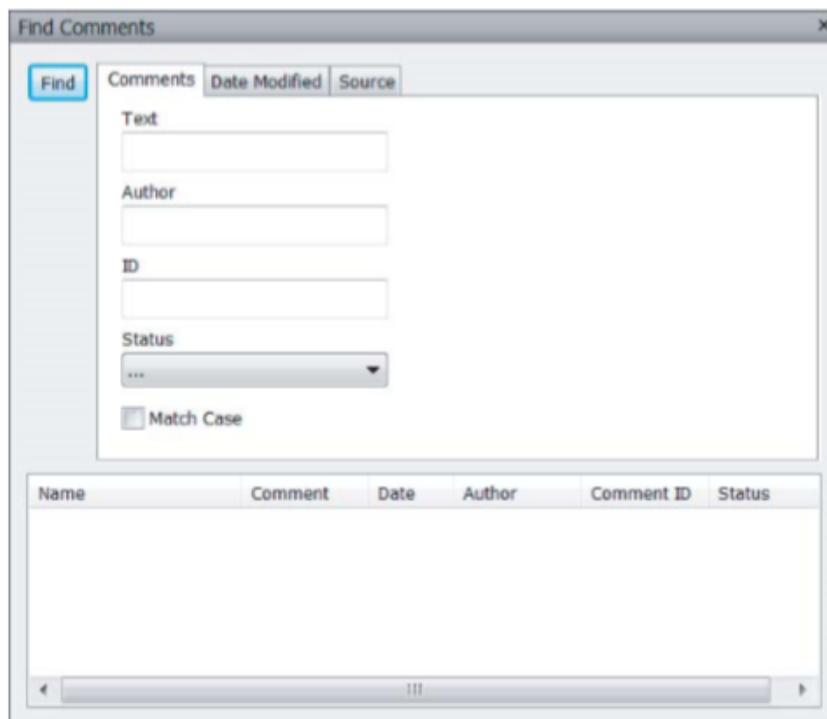 Find Comments
Find
Comments Date Modified Source
Text
Author
ID
Status
...
Match Case
Name Comment Date Author Comment ID Status